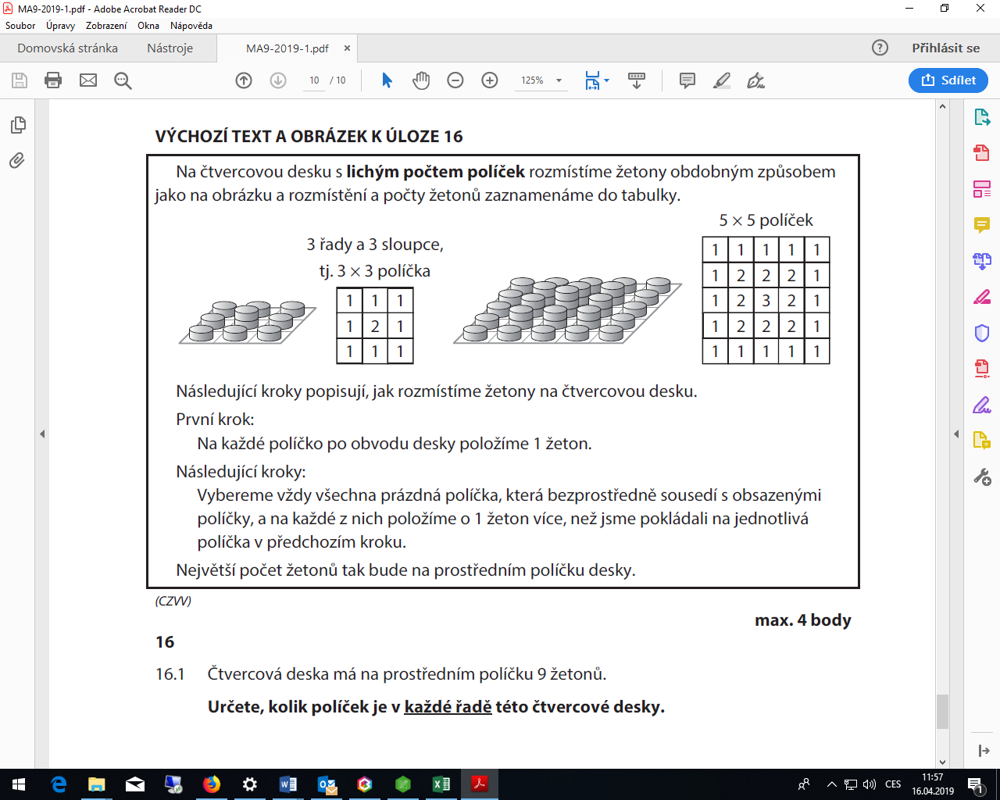 MA9-2019-1.pdf - Adobe Acrobat Reader DC
Soubor Úpravy Zobrazení Okna Nápověda
Domovská stránka Nástroje MA9-2019-1.pdf × Přihlásit se
10 / 10 125% Sdílet
VÝCHOZÍ TEXT A OBRÁZEK K ÚLOZE 16
Na čtvercovou desku s lichým počtem políček rozmístíme žetony obdobným způsobem
jako na obrázku a rozmístění a počty žetonů zaznamenáme do tabulky.
3 řady a 3 sloupce,
tj. 3 × 3 políčka
1 1 1
1 2 1
1 1 1
5 × 5 políček
1 1 1 1 1
1 2 2 2 1
1 2 3 2 1
1 2 2 2 1
1 1 1 1 1
Následující kroky popisují, jak rozmístíme žetony na čtvercovou desku.
První krok:
Na každé políčko po obvodu desky položíme 1 žeton.
Následující kroky:
Vybereme vždy všechna prázdná políčka, která bezprostředně sousedí s obsazenými
políčky, a na každé z nich položíme o 1 žeton více, než jsme pokládali na jednotlivá
políčka v předchozím kroku.
Největší počet žetonů tak bude na prostředním políčku desky.
(CZVV)
max. 4 body
16
16.1 Čtvercová deska má na prostředním políčku 9 žetonů.
Určete, kolik políček je v každé řadě této čtvercové desky.
CES
11:57
16.04.2019
1